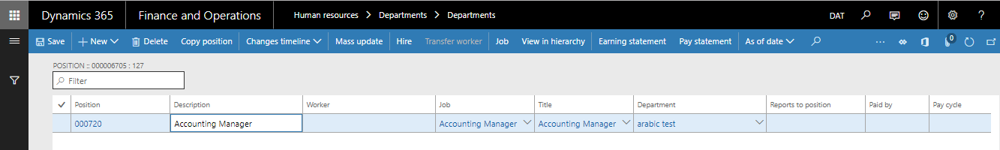 Dynamics 365 Finance and Operations Human resources > Departments > Departments DAT ?
Save + New Delete Copy position Changes timeline Mass update Hire Transfer worker Job View in hierarchy Earning statement Pay statement As of date ... 0
POSITION :: 000006705 : 127
Filter
Position Description Worker Job Title Department Reports to position Paid by Pay cycle
000720 Accounting Manager Accounting Manager Accounting Manager arabic test